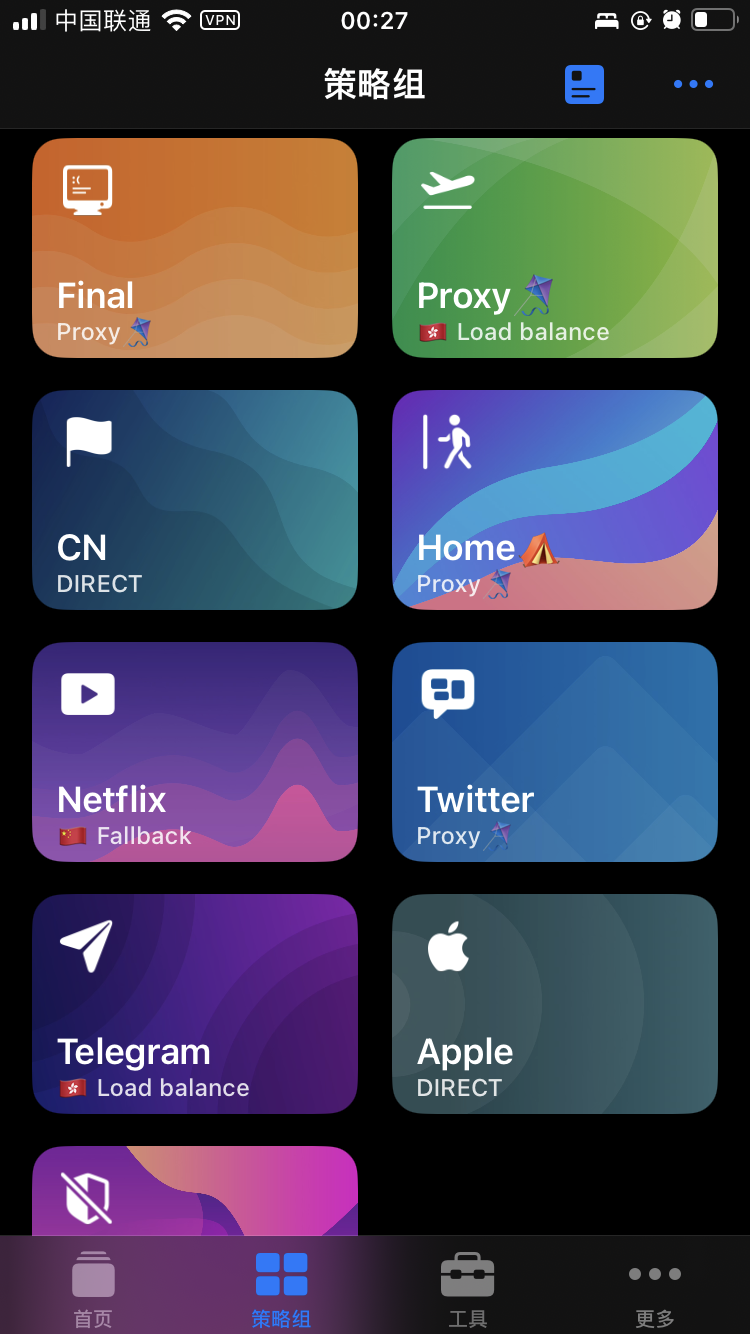 中国联通 VPN 00:27
策略组
Final
Proxy
Proxy
Load balance
CN
DIRECT
Home
Proxy
Netflix
Fallback
Twitter
Proxy
Telegram
Load balance
Apple
DIRECT
首页 策略组 工具 更多